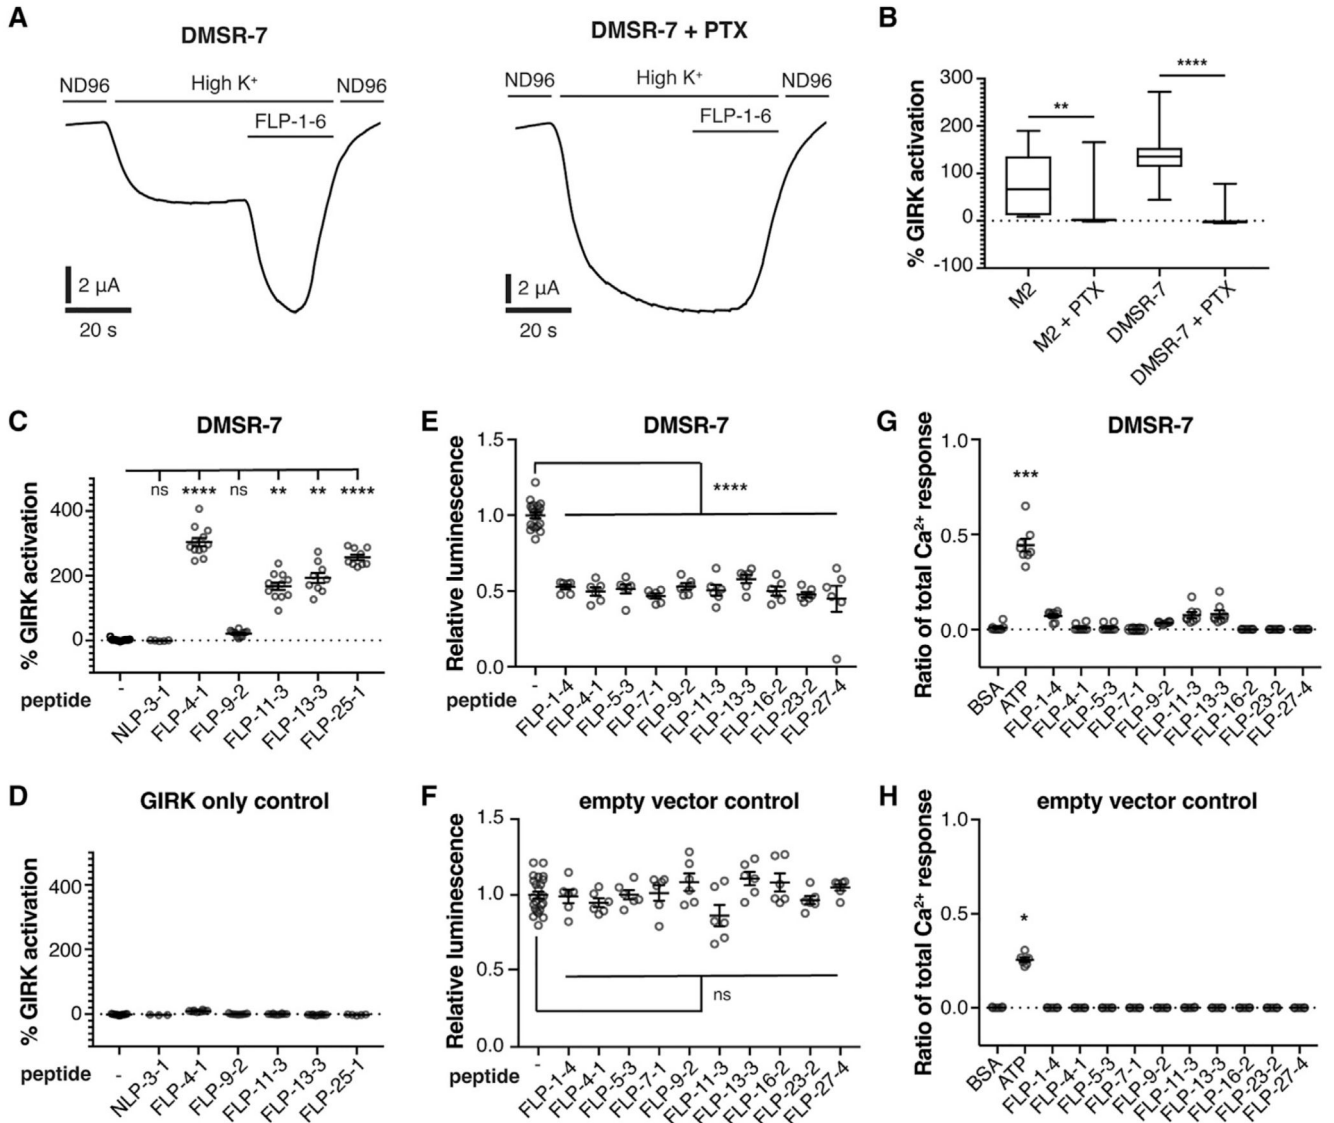 A
DMSR-7
ND96 High K⁺ ND96
FLP-1-6
2 µA
20 s
DMSR-7 + PTX
ND96 High K⁺ ND96
FLP-1-6
2 µA
20 s
B
% GIRK activation
300
200
100
0
-100
** ****
M2 M2 + PTX DMSR-7 DMSR-7 + PTX
C
DMSR-7
% GIRK activation
400
200
0
ns **** ns ** ** ****
peptide - NLP-3-1 FLP-4-1 FLP-9-2 FLP-11-3 FLP-13-3 FLP-25-1
E
DMSR-7
Relative luminescence
1.5
1.0
0.5
0.0
****
peptide - FLP-1-4 FLP-4-1 FLP-5-3 FLP-7-1 FLP-9-2 FLP-11-3 FLP-13-3 FLP-16-2 FLP-23-2 FLP-27-4
G
DMSR-7
Ratio of total Ca²⁺ response
1.0
0.5
0.0
***
BSA ATP FLP-1-4 FLP-4-1 FLP-5-3 FLP-7-1 FLP-9-2 FLP-11-3 FLP-13-3 FLP-16-2 FLP-23-2 FLP-27-4
D
GIRK only control
% GIRK activation
400
200
0
peptide - NLP-3-1 FLP-4-1 FLP-9-2 FLP-11-3 FLP-13-3 FLP-25-1
F
empty vector control
Relative luminescence
1.5
1.0
0.5
0.0
ns
peptide - FLP-1-4 FLP-4-1 FLP-5-3 FLP-7-1 FLP-9-2 FLP-11-3 FLP-13-3 FLP-16-2 FLP-23-2 FLP-27-4
H
empty vector control
Ratio of total Ca²⁺ response
1.0
0.5
0.0
*
BSA ATP FLP-1-4 FLP-4-1 FLP-5-3 FLP-7-1 FLP-9-2 FLP-11-3 FLP-13-3 FLP-16-2 FLP-23-2 FLP-27-4